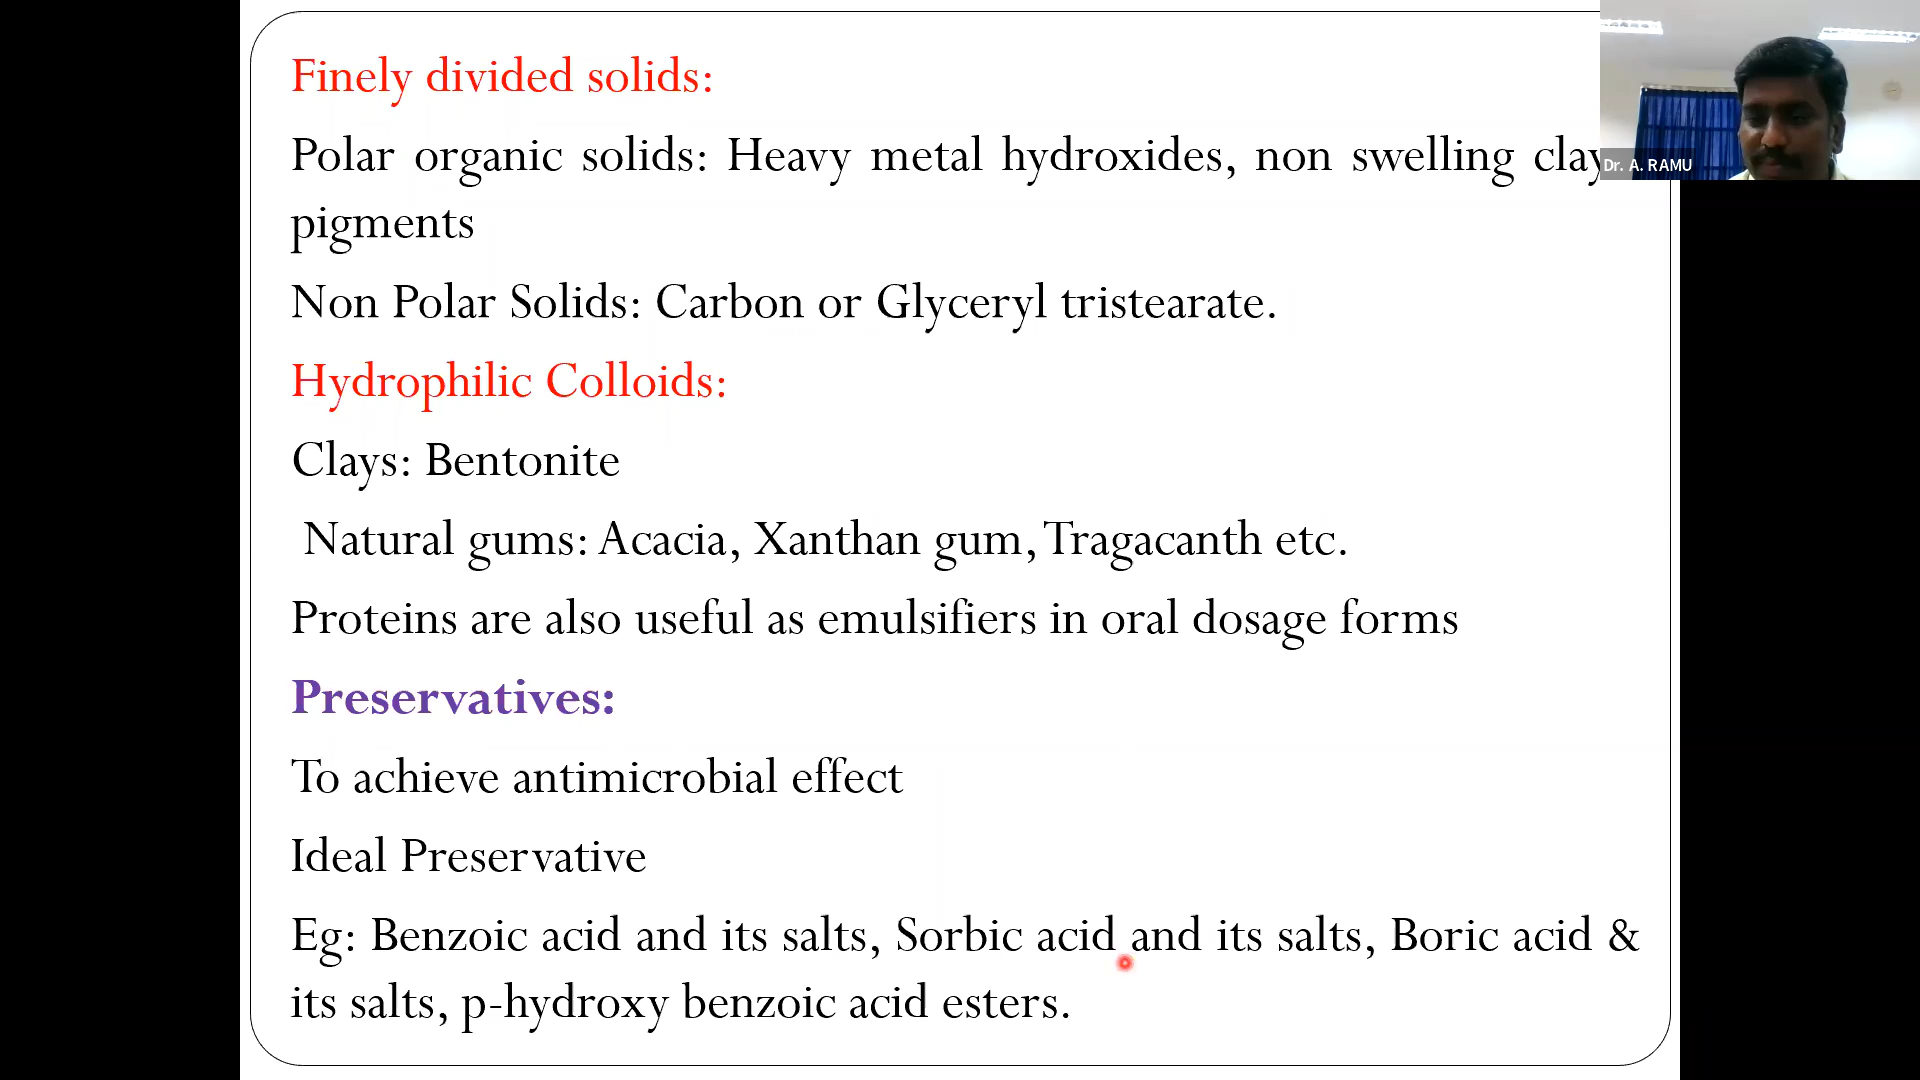 Finely divided solids:
Polar organic solids: Heavy metal hydroxides, non swelling clay
pigments
Non Polar Solids: Carbon or Glyceryl tristearate.
Hydrophilic Colloids:
Clays: Bentonite
Natural gums: Acacia, Xanthan gum, Tragacanth etc.
Proteins are also useful as emulsifiers in oral dosage forms
Preservatives:
To achieve antimicrobial effect
Ideal Preservative
Eg: Benzoic acid and its salts, Sorbic acid and its salts, Boric acid &
its salts, p-hydroxy benzoic acid esters.
Dr. A. RAMU